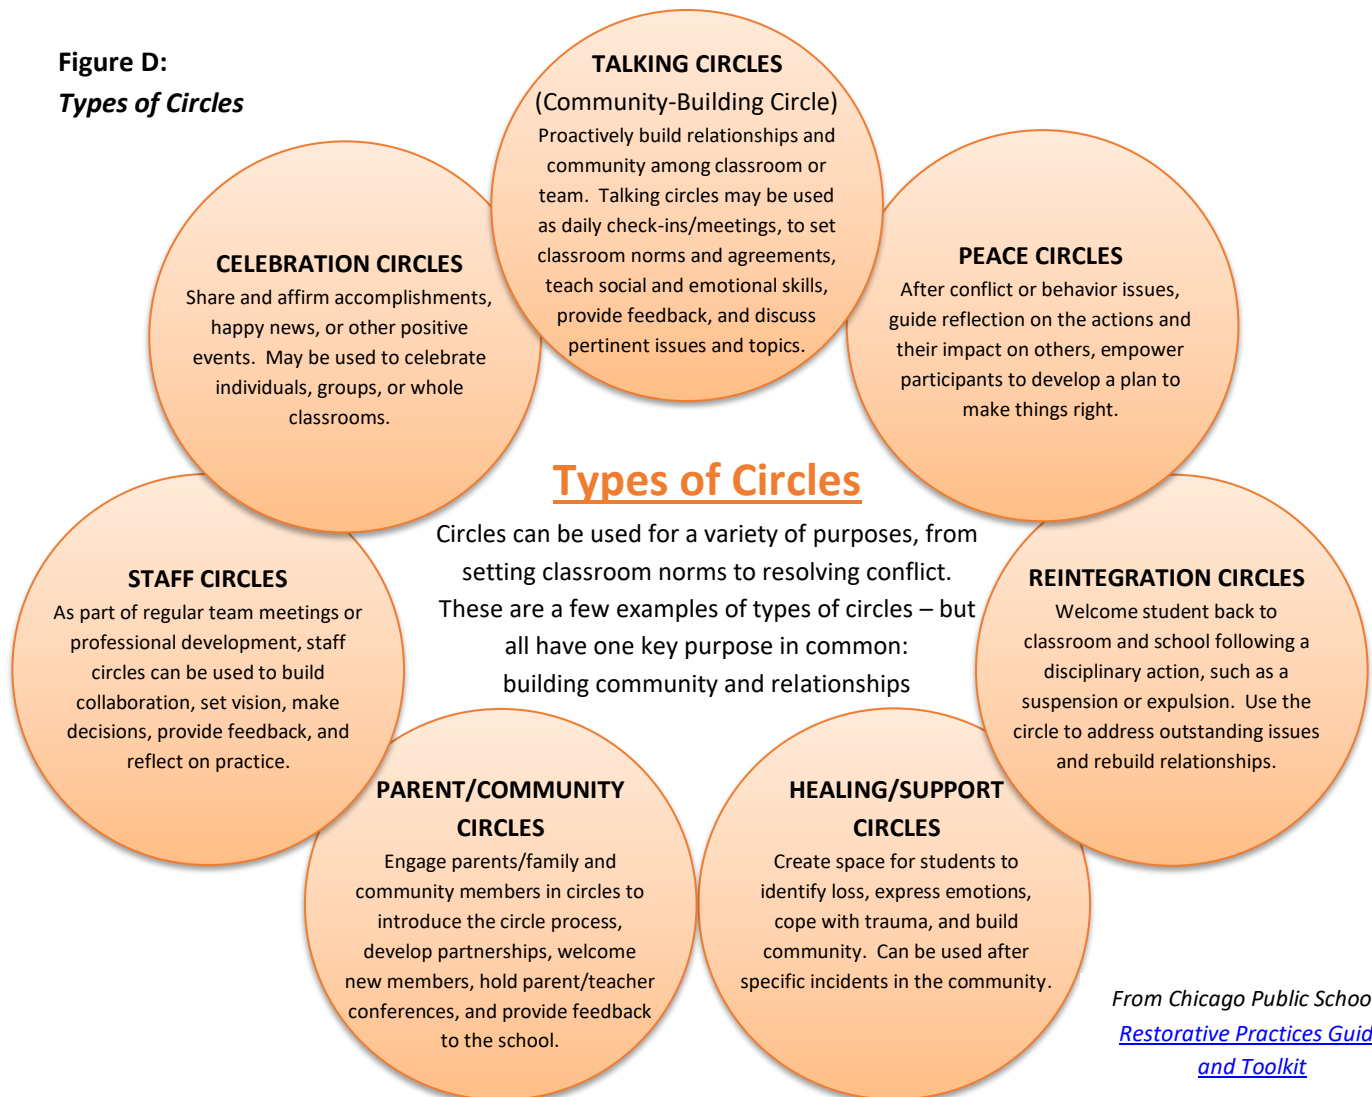 Figure D:
Types of Circles
TALKING CIRCLES
(Community-Building Circle)
Proactively build relationships and
community among classroom or
team.  Talking circles may be used
as daily check-ins/meetings, to set
classroom norms and agreements,
teach social and emotional skills,
provide feedback, and discuss
pertinent issues and topics.
CELEBRATION CIRCLES
Share and affirm accomplishments,
happy news, or other positive
events.  May be used to celebrate
individuals, groups, or whole
classrooms.
PEACE CIRCLES
After conflict or behavior issues,
guide reflection on the actions and
their impact on others, empower
participants to develop a plan to
make things right.
Types of Circles
Circles can be used for a variety of purposes, from
setting classroom norms to resolving conflict.
These are a few examples of types of circles – but
all have one key purpose in common:
building community and relationships
STAFF CIRCLES
As part of regular team meetings or
professional development, staff
circles can be used to build
collaboration, set vision, make
decisions, provide feedback, and
reflect on practice.
REINTEGRATION CIRCLES
Welcome student back to
classroom and school following a
disciplinary action, such as a
suspension or expulsion.  Use the
circle to address outstanding issues
and rebuild relationships.
PARENT/COMMUNITY
CIRCLES
Engage parents/family and
community members in circles to
introduce the circle process,
develop partnerships, welcome
new members, hold parent/teacher
conferences, and provide feedback
to the school.
HEALING/SUPPORT
CIRCLES
Create space for students to
identify loss, express emotions,
cope with trauma, and build
community.  Can be used after
specific incidents in the community.
From Chicago Public School
Restorative Practices Guid
and Toolkit